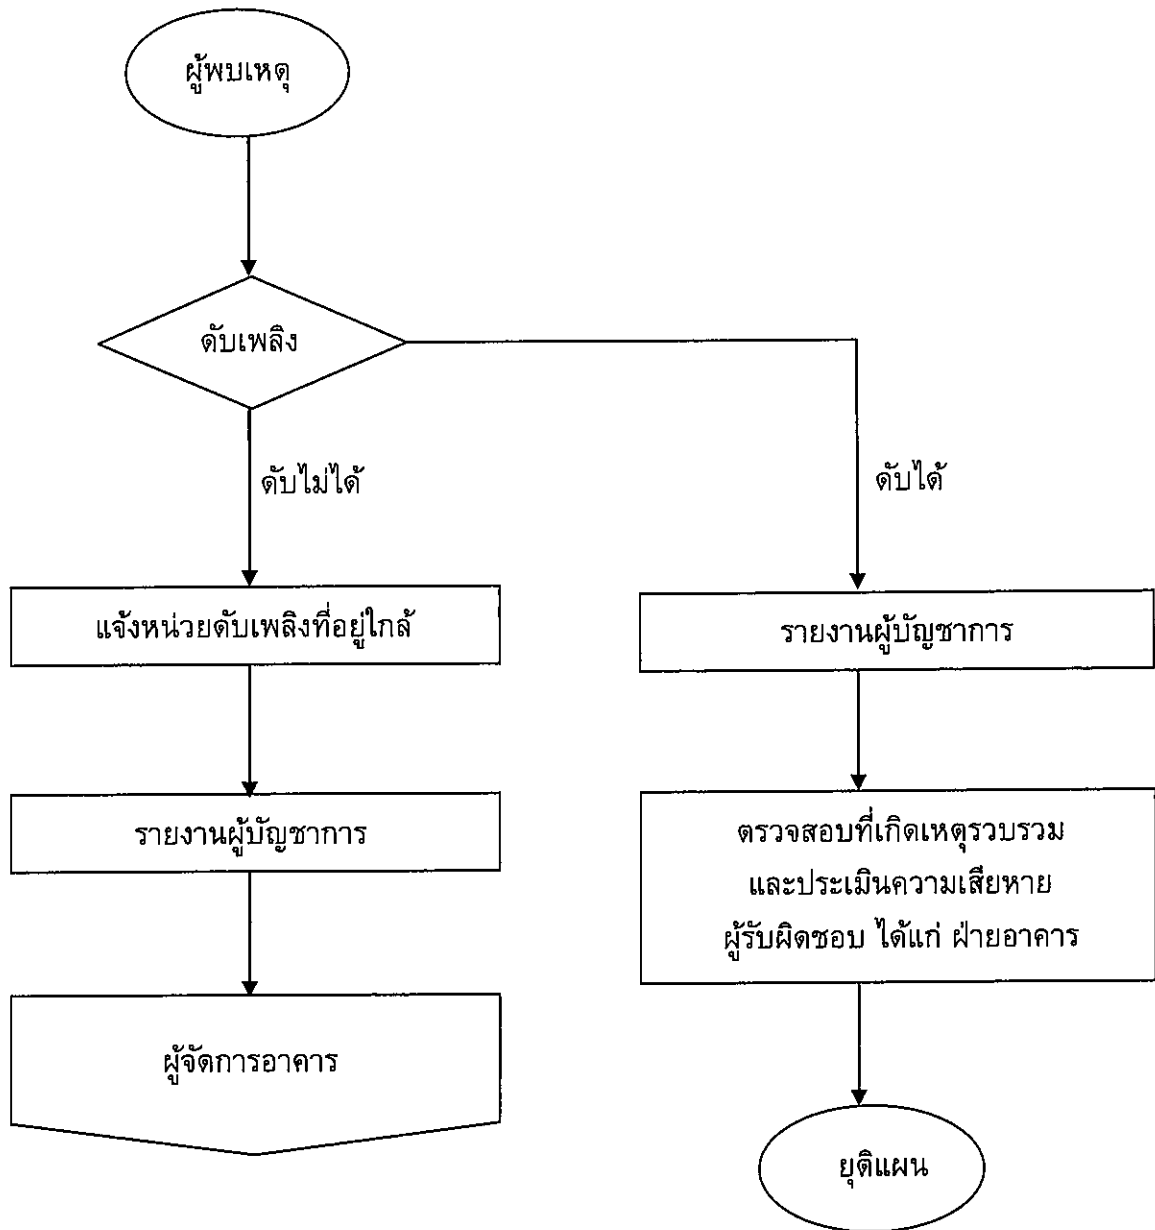 ผู้พบเหตุ
ดับเพลิง
ดับไม่ได้
ดับได้
แจ้งหน่วยดับเพลิงที่อยู่ใกล้
รายงานผู้บัญชาการ
รายงานผู้บัญชาการ
ตรวจสอบที่เกิดเหตุรวบรวม
และประเมินความเสียหาย
ผู้รับผิดชอบ ได้แก่ ฝ่ายอาคาร
ผู้จัดการอาคาร
ยุติแผน